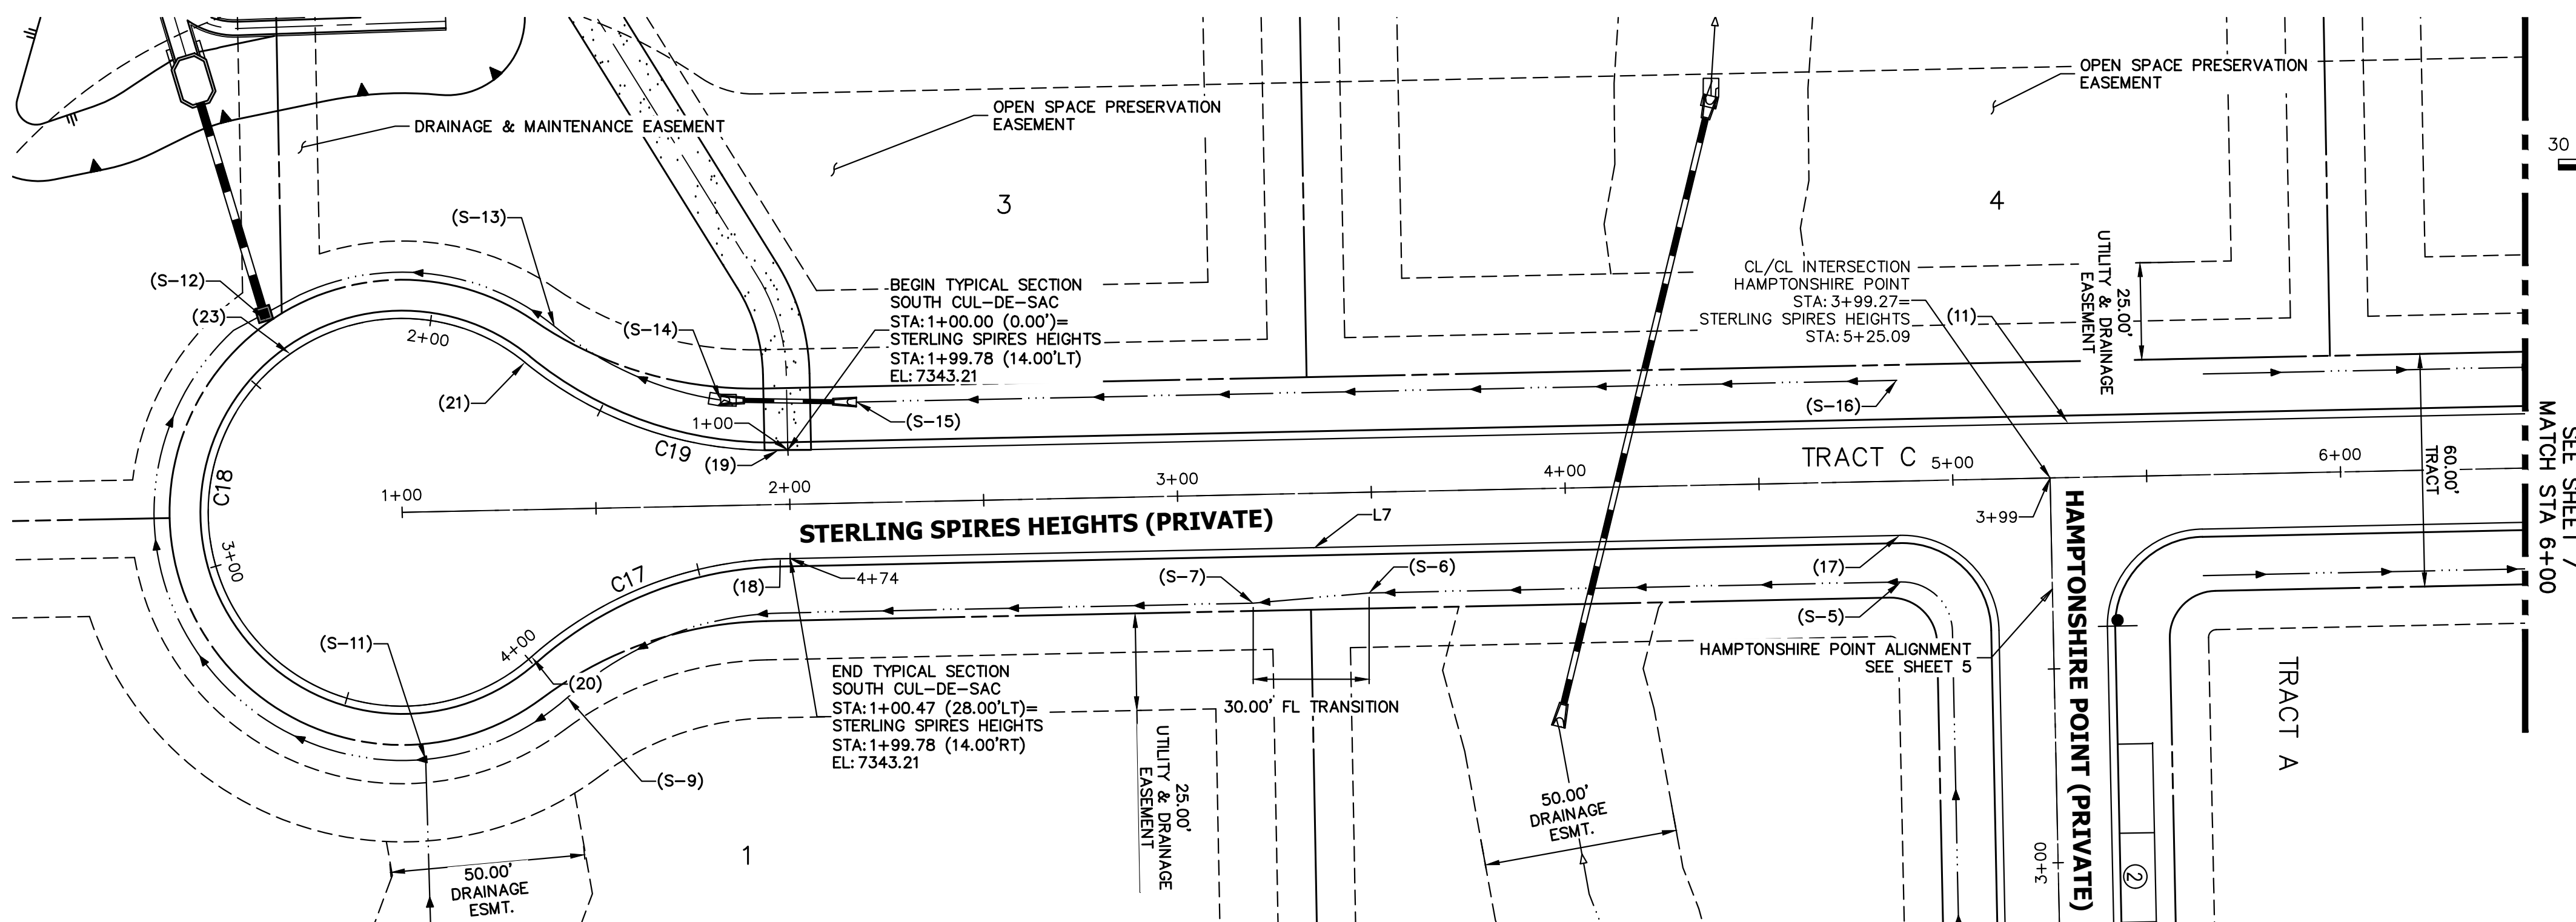 OPEN SPACE PRESERVATION
EASEMENT
OPEN SPACE PRESERVATION
EASEMENT
DRAINAGE & MAINTENANCE EASEMENT
30
3
4
(S-13)
(S-12)
(23)
2+00
(21)
(S-14)
BEGIN TYPICAL SECTION
SOUTH CUL-DE-SAC
STA:1+00.00 (0.00')=
STERLING SPIRES HEIGHTS
STA:1+99.78 (14.00'LT)
EL:7343.21
CL/CL INTERSECTION
HAMPTONSHIRE POINT
STA:3+99.27=
STERLING SPIRES HEIGHTS
STA:5+25.09
(11)
25.00'
UTILITY & DRAINAGE
EASEMENT
1+00
(S-15)
(S-16)
C19
(19)
C18
1+00
2+00
3+00
4+00
TRACT C
5+00
6+00
60.00'
TRACT
SEE SHEET 7
MATCH STA 6+00
STERLING SPIRES HEIGHTS (PRIVATE)
L7
3+99
3+00
C17
(18)
4+74
(S-7)
(S-6)
(17)
(S-5)
HAMPTONSHIRE POINT (PRIVATE)
(S-11)
4+00
(20)
(S-9)
END TYPICAL SECTION
SOUTH CUL-DE-SAC
STA:1+00.47 (28.00'LT)=
STERLING SPIRES HEIGHTS
STA:1+99.78 (14.00'RT)
EL:7343.21
30.00' FL TRANSITION
HAMPTONSHIRE POINT ALIGNMENT
SEE SHEET 5
TRACT A
25.00'
UTILITY & DRAINAGE
EASEMENT
50.00'
DRAINAGE
ESMT.
1
50.00'
DRAINAGE
ESMT.
3+00
2